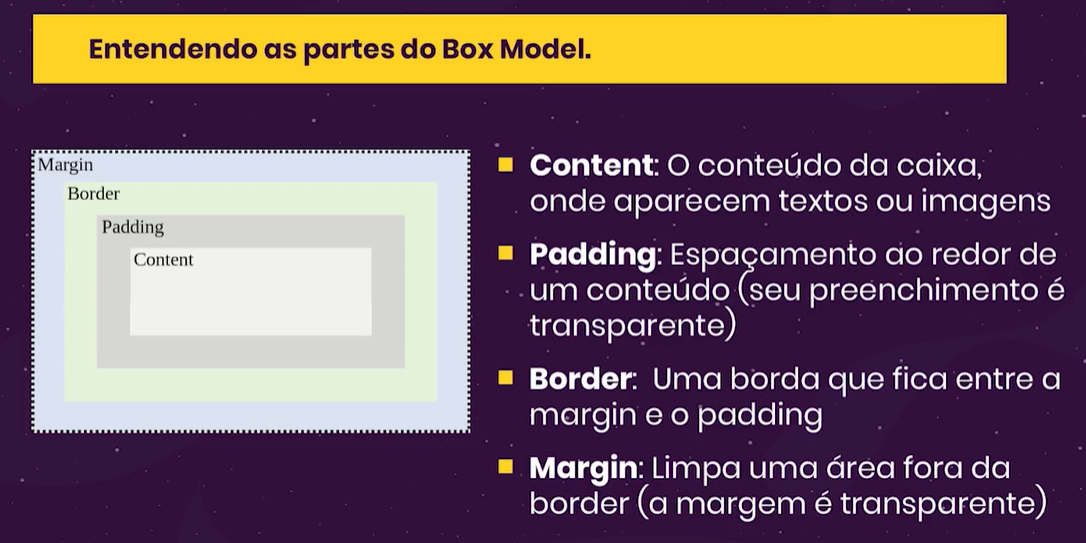 Entendendo as partes do Box Model.
Margin
Border
Padding
Content
Content: O conteúdo da caixa,
onde aparecem textos ou imagens
Padding: Espaçamento ao redor de
um conteúdo (seu preenchimento é
transparente)
Border:  Uma borda que fica entre a
margin e o padding
Margin: Limpa uma área fora da
border (a margem é transparente)